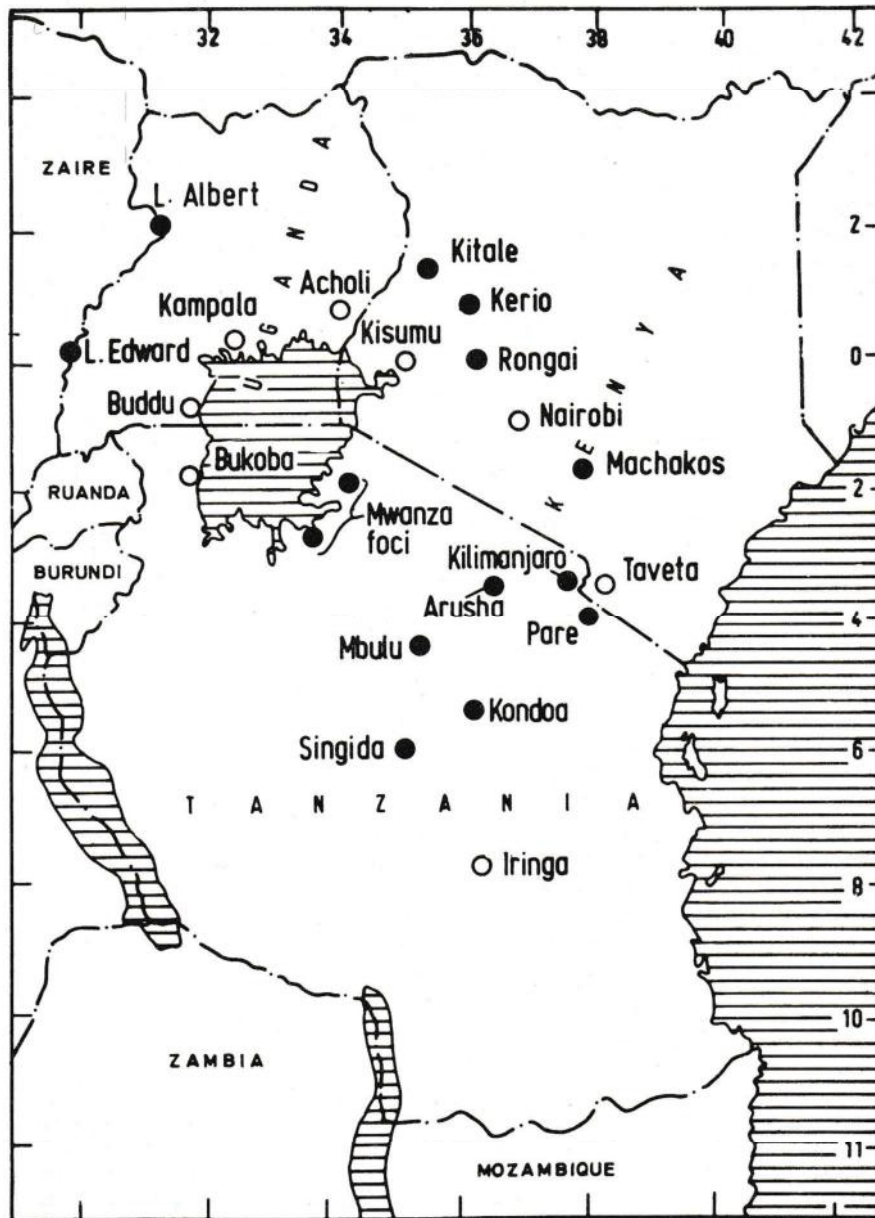 32 34 36 38 40 42
ZAIRE
UGANDA
L. Albert
2
Kitale
Acholi
Kerio
Kampala
Kisumu
KENYA
L. Edward
Rongai
0
Buddu
Nairobi
Bukoba
Machakos
RUANDA
2
Mwanza
foci
Kilimanjaro
BURUNDI
Taveta
Arusha
4
Pare
Mbulu
Kondoa
Singida
6
TANZANIA
Iringa
8
10
ZAMBIA
11
MOZAMBIQUE